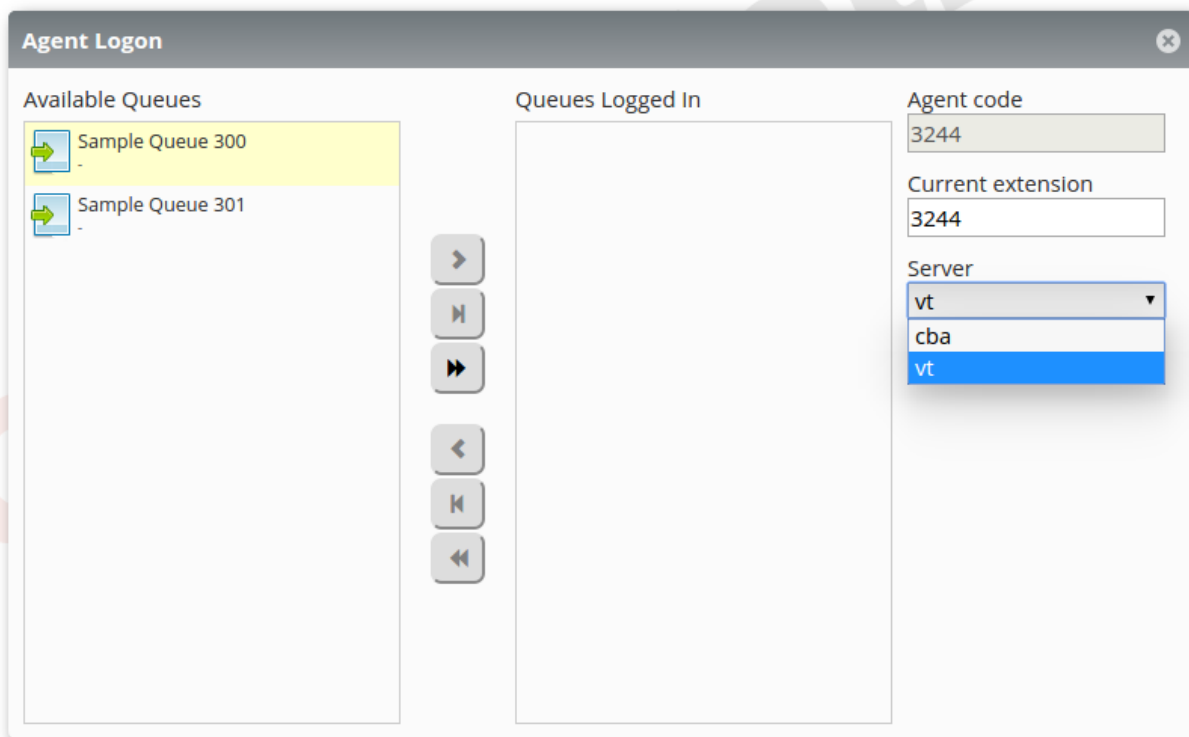 Agent Logon
Available Queues
Sample Queue 300
-
Sample Queue 301
-
Queues Logged In
Agent code
3244
Current extension
3244
Server
vt
cba
vt